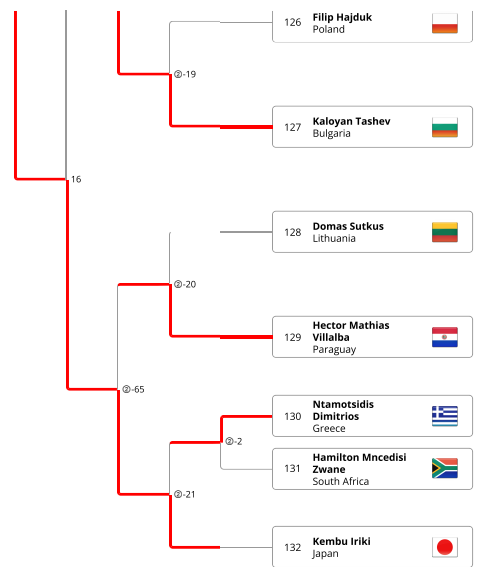 126 Filip Hajduk
Poland
②-19
127 Kaloyan Tashev
Bulgaria
16
128 Domas Sutkus
Lithuania
②-20
129 Hector Mathias
Villalba
Paraguay
②-65
130 Ntamotsidis
Dimitrios
Greece
②-2
131 Hamilton Mncedisi
Zwane
South Africa
②-21
132 Kembu Iriki
Japan